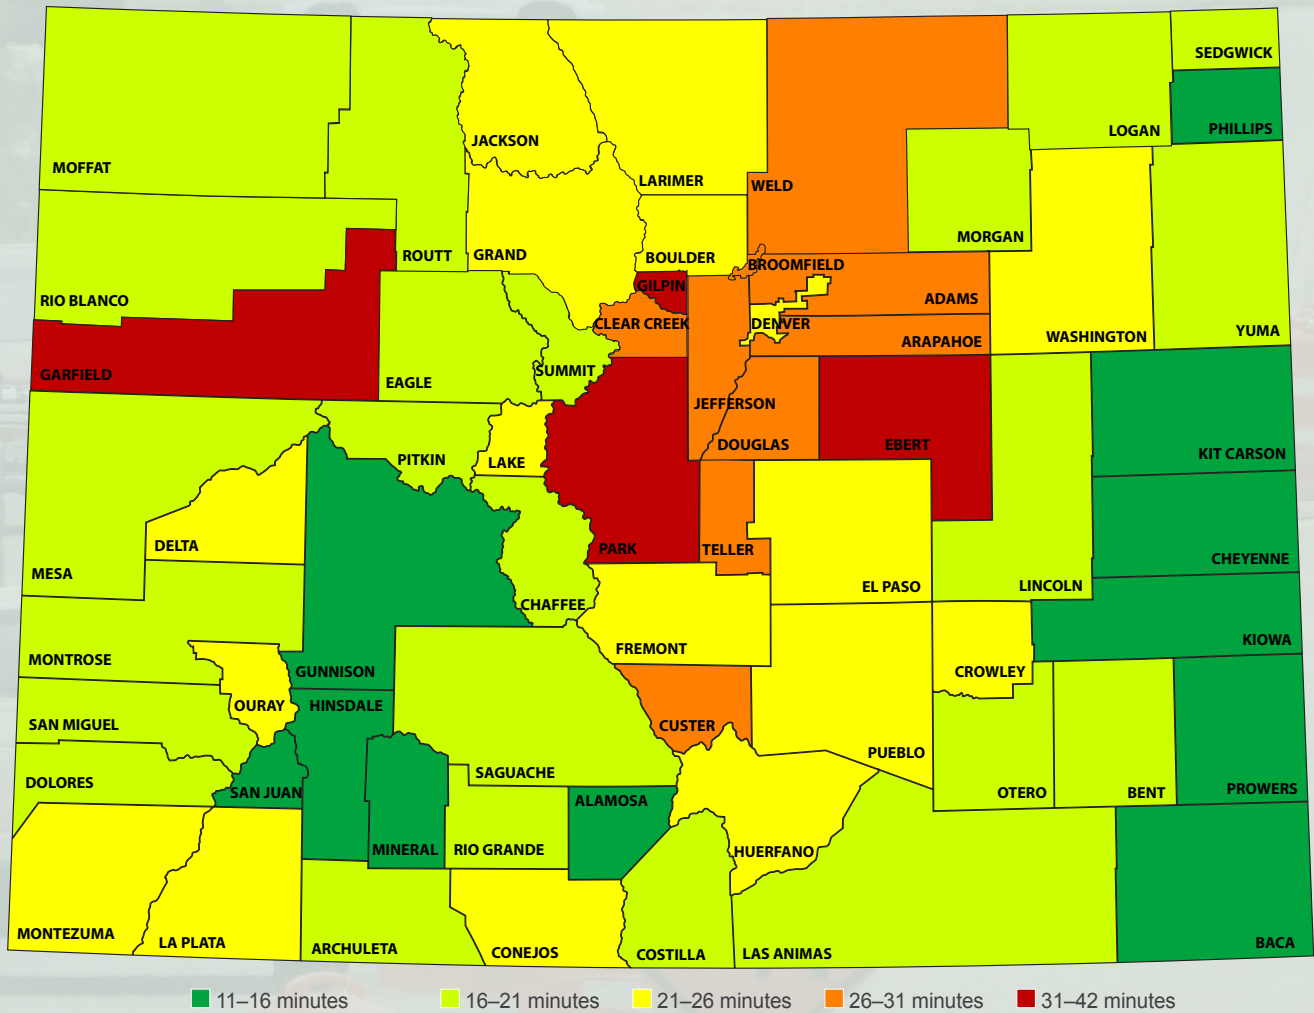 SEDGWICK
LOGAN
PHILLIPS
JACKSON
MOFFAT
LARIMER
WELD
MORGAN
ROUTT
GRAND
BOULDER
BROOMFIELD
GILPIN
RIO BLANCO
ADAMS
CLEAR CREEK
DENVER
ARAPAHOE
WASHINGTON
YUMA
GARFIELD
EAGLE
SUMMIT
JEFFERSON
DOUGLAS
EBERT
KIT CARSON
PITKIN
LAKE
DELTA
PARK
TELLER
CHEYENNE
MESA
EL PASO
LINCOLN
CHAFFEE
KIOWA
MONTROSE
GUNNISON
FREMONT
CROWLEY
OURAY
HINSDALE
SAN MIGUEL
CUSTER
PUEBLO
DOLORES
SAGUACHE
SAN JUAN
ALAMOSA
OTERO
BENT
PROWERS
MINERAL
RIO GRANDE
HUERFANO
MONTEZUMA
LA PLATA
ARCHULETA
CONEJOS
COSTILLA
LAS ANIMAS
BACA
11–16 minutes
16–21 minutes
21–26 minutes
26–31 minutes
31–42 minutes